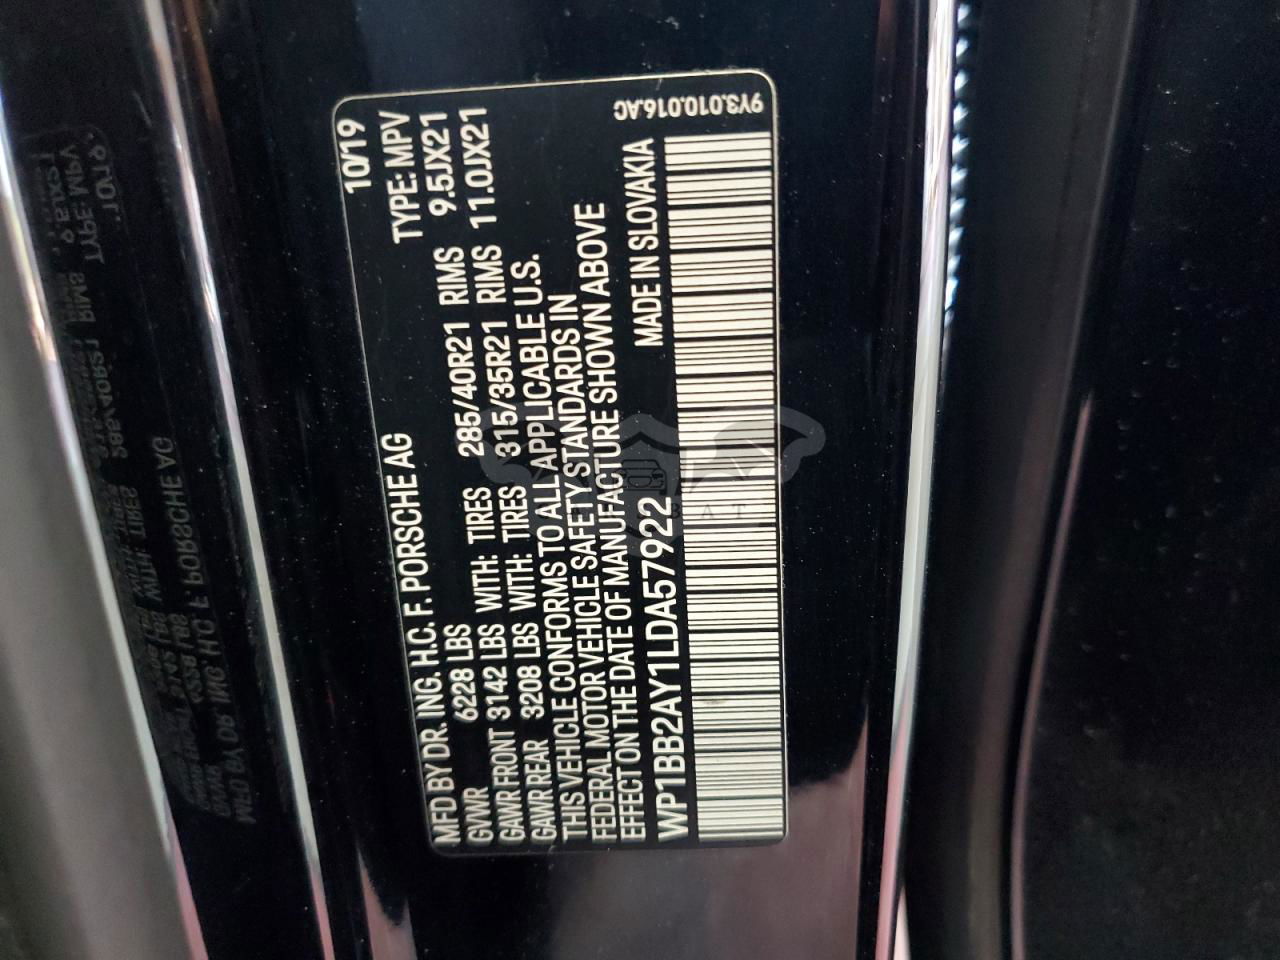 MFD BY DR. ING. H.C. F. PORSCHE AG 10/19
GVWR 6228 LBS TYPE: MPV
GAWR FRONT 3142 LBS WITH: TIRES 285/40R21 RIMS 9.5JX21
GAWR REAR 3208 LBS WITH: TIRES 315/35R21 RIMS 11.0JX21
THIS VEHICLE CONFORMS TO ALL APPLICABLE U.S.
FEDERAL MOTOR VEHICLE SAFETY STANDARDS IN
EFFECT ON THE DATE OF MANUFACTURE SHOWN ABOVE
WP1BB2AY1LDA57922 MADE IN SLOVAKIA
9Y3.010.016.AC